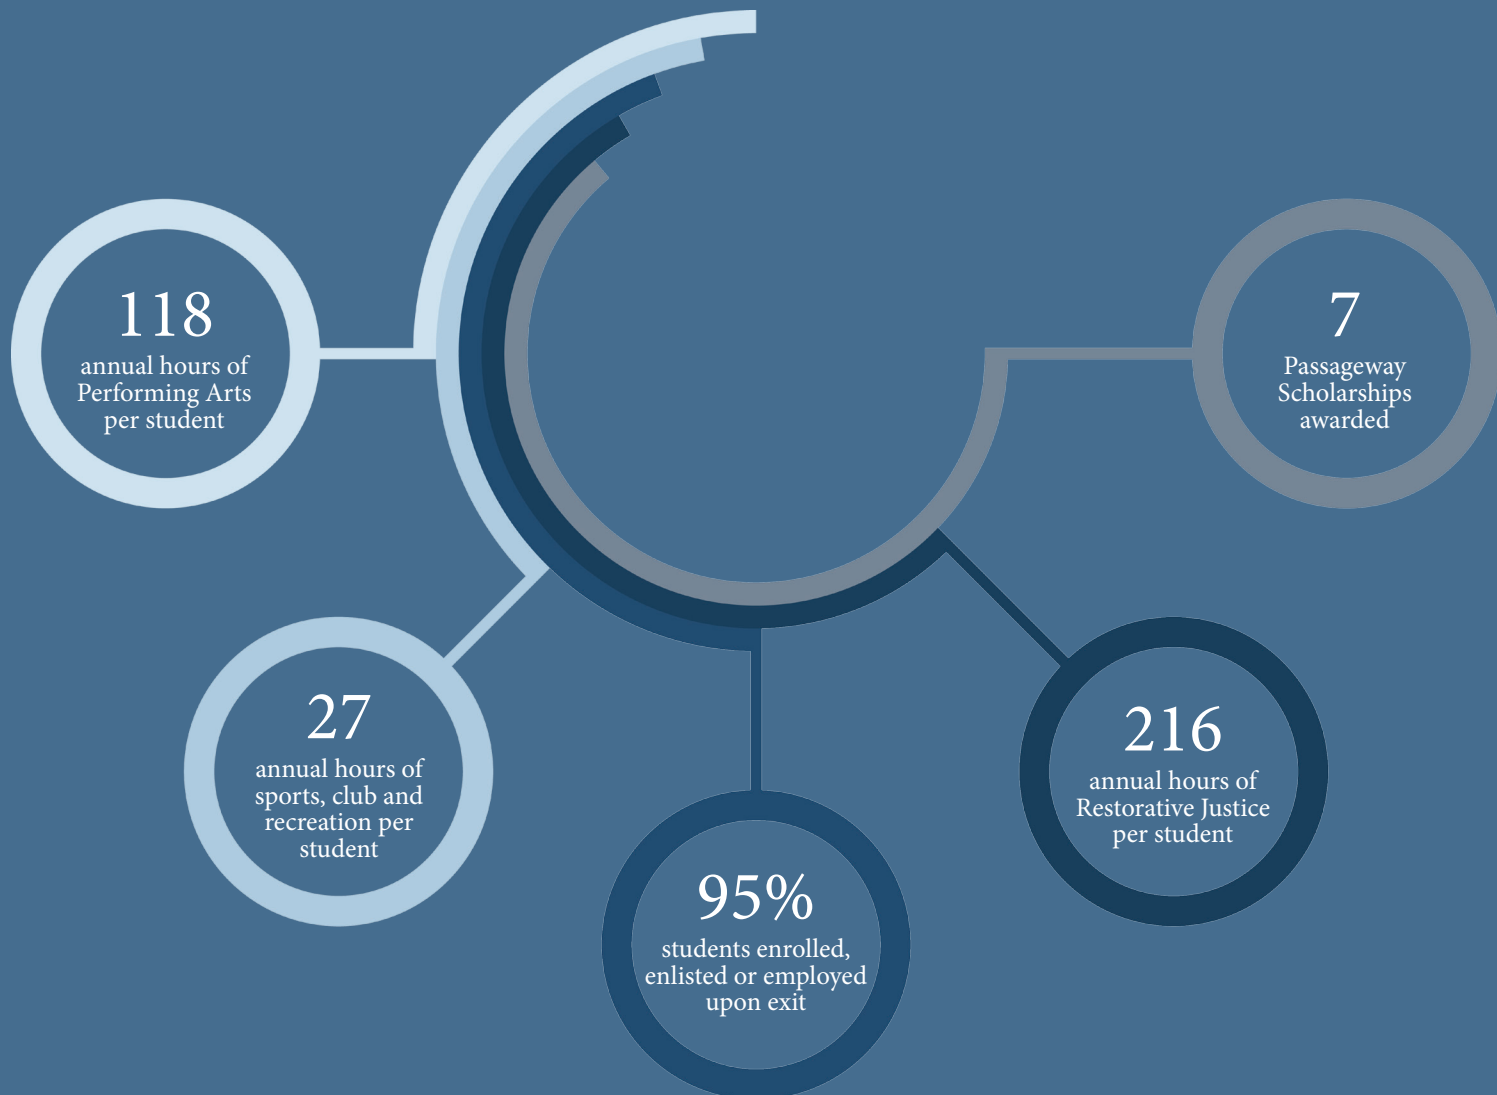 118
annual hours of
Performing Arts
per student
27
annual hours of
sports, club and
recreation per
student
95%
students enrolled,
enlisted or employed
upon exit
216
annual hours of
Restorative Justice
per student
7
Passageway
Scholarships
awarded